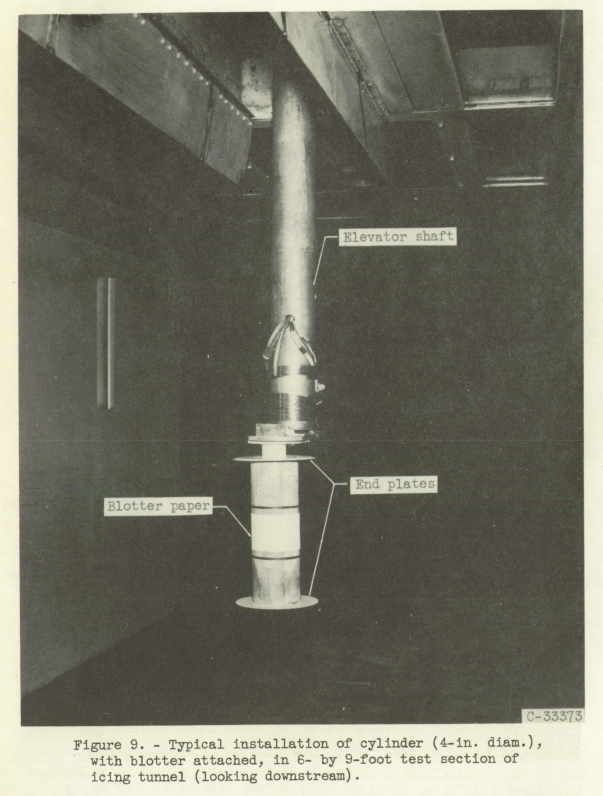 Elevator shaft
End plates
Blotter paper
C-33373
Figure 9. - Typical installation of cylinder (4-in. diam.),
with blotter attached, in 6- by 9-foot test section of
icing tunnel (looking downstream).